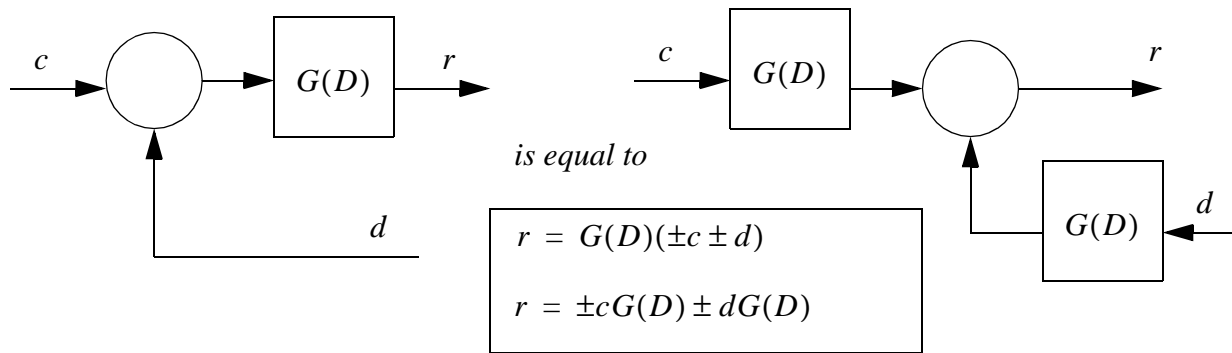 c
G(D)
r
d
is equal to
c
G(D)
r
G(D)
d
r = G(D)(±c ± d)
r = ±cG(D) ± dG(D)